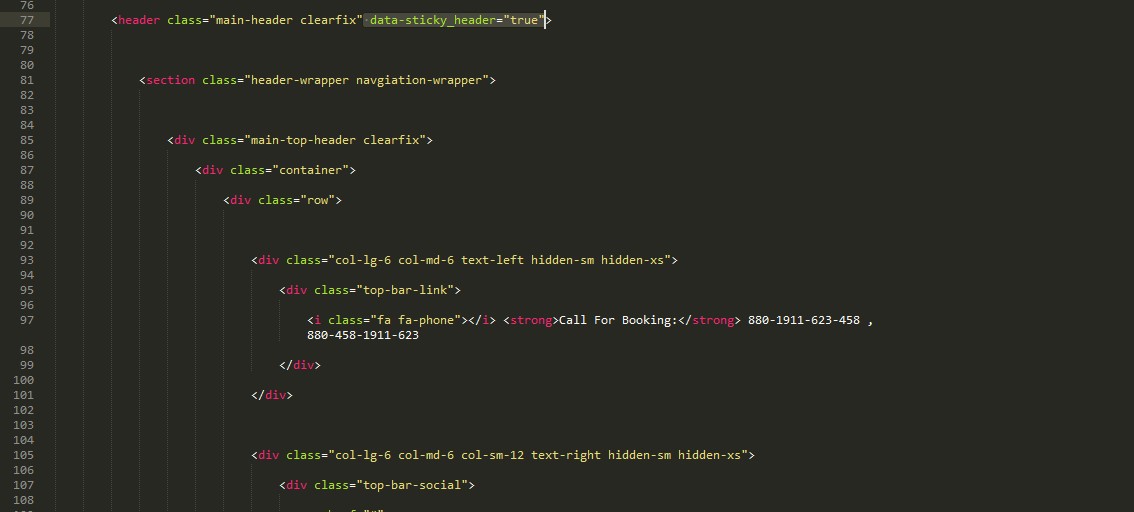 76
77 <header class="main-header clearfix" data-sticky_header="true">
78
79
80
81 <section class="header-wrapper navgiation-wrapper">
82
83
84
85 <div class="main-top-header clearfix">
86
87 <div class="container">
88
89 <div class="row">
90
91
92
93 <div class="col-lg-6 col-md-6 text-left hidden-sm hidden-xs">
94
95 <div class="top-bar-link">
96
97 <i class="fa fa-phone"></i> <strong>Call For Booking:</strong> 880-1911-623-458 ,
880-458-1911-623
98
99 </div>
100
101 </div>
102
103
104
105 <div class="col-lg-6 col-md-6 col-sm-12 text-right hidden-sm hidden-xs">
106
107 <div class="top-bar-social">
108